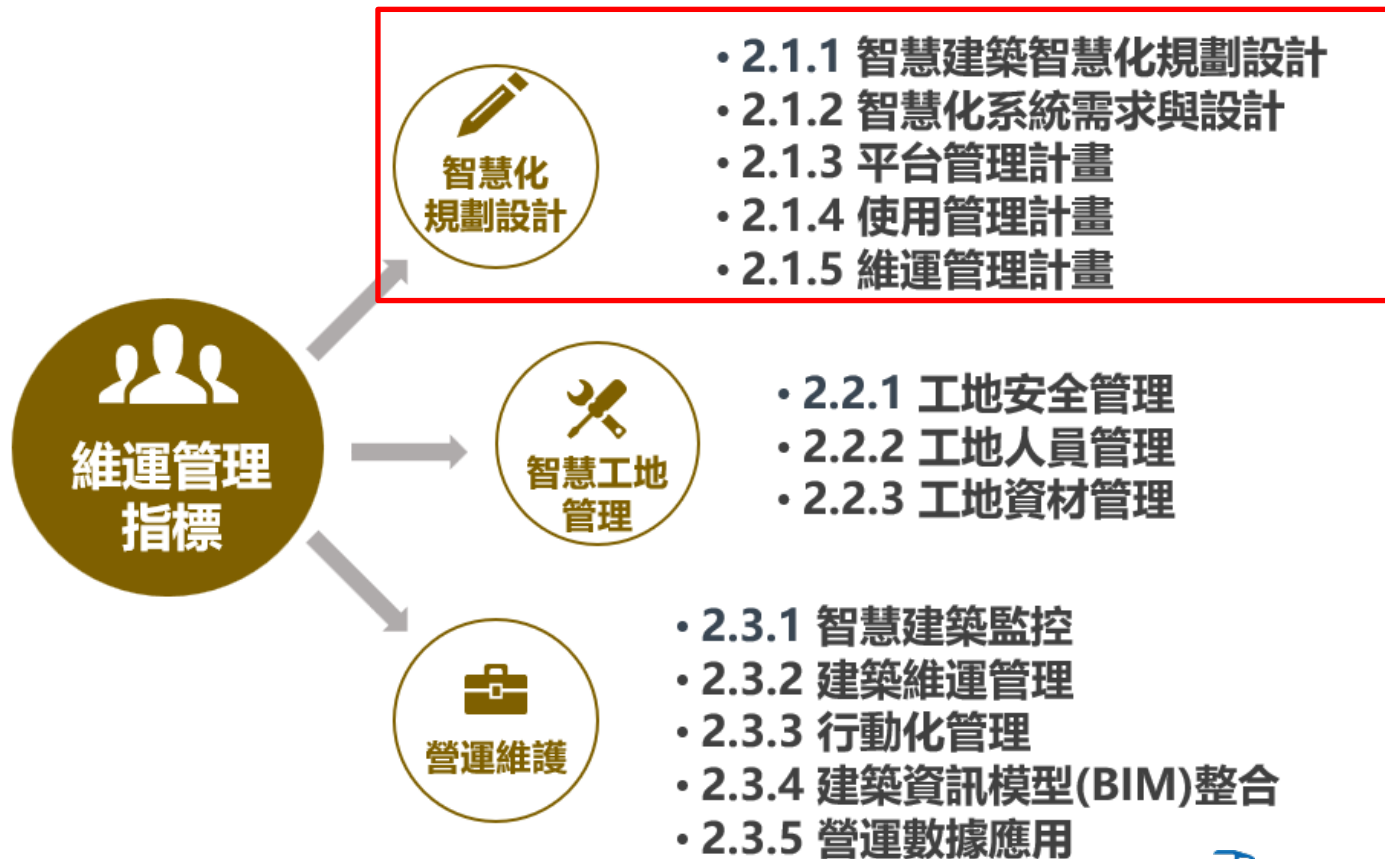 • 2.1.1 智慧建築智慧化規劃設計
• 2.1.2 智慧化系統需求與設計
• 2.1.3 平台管理計畫
• 2.1.4 使用管理計畫
• 2.1.5 維運管理計畫
智慧化
規劃設計
維運管理
指標
• 2.2.1 工地安全管理
• 2.2.2 工地人員管理
• 2.2.3 工地資材管理
智慧工地
管理
• 2.3.1 智慧建築監控
• 2.3.2 建築維運管理
• 2.3.3 行動化管理
• 2.3.4 建築資訊模型(BIM)整合
• 2.3.5 營運數據應用
營運維護